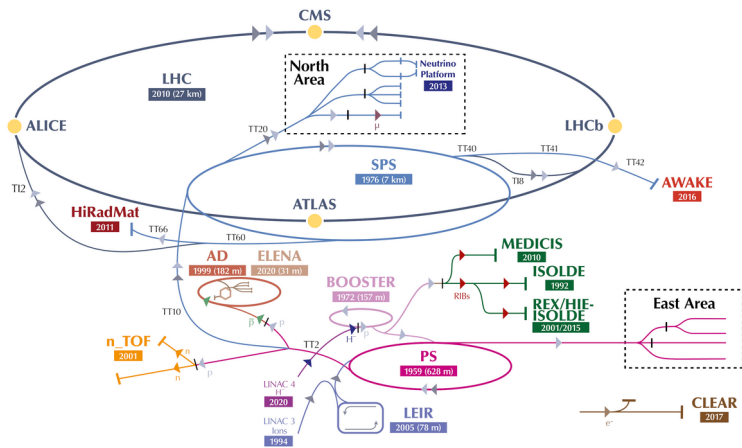 CMS
LHC
2010 (27 km)
North
Area
Neutrino
Platform
2013
μ
ALICE
LHCb
TT20
TT40
TT41
TT42
TI8
SPS
1976 (7 km)
AWAKE
2016
TI2
ATLAS
HiRadMat
2011
TT66
TT60
AD
1999 (182 m)
ELENA
2020 (31 m)
MEDICIS
2010
ISOLDE
1992
RIBs
REX/HIE-
ISOLDE
2001/2015
BOOSTER
1972 (157 m)
East Area
TT10
p
p
H⁻
TT2
n_TOF
2001
n
n
p
PS
1959 (628 m)
LINAC 4
H⁻
2020
LINAC 3
Ions
1994
LEIR
2005 (78 m)
CLEAR
2017
e⁻